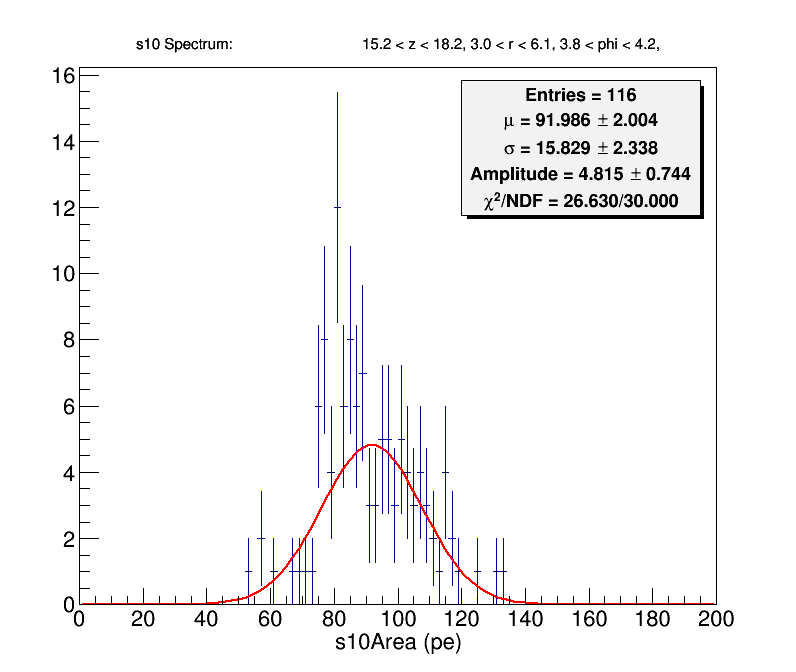 s10 Spectrum: 15.2 < z < 18.2, 3.0 < r < 6.1, 3.8 < phi < 4.2,
Entries = 116
μ = 91.986 ± 2.004
σ = 15.829 ± 2.338
Amplitude = 4.815 ± 0.744
χ²/NDF = 26.630/30.000
16
14
12
10
8
6
4
2
0
0 20 40 60 80 100 120 140 160 180 200
s10Area (pe)